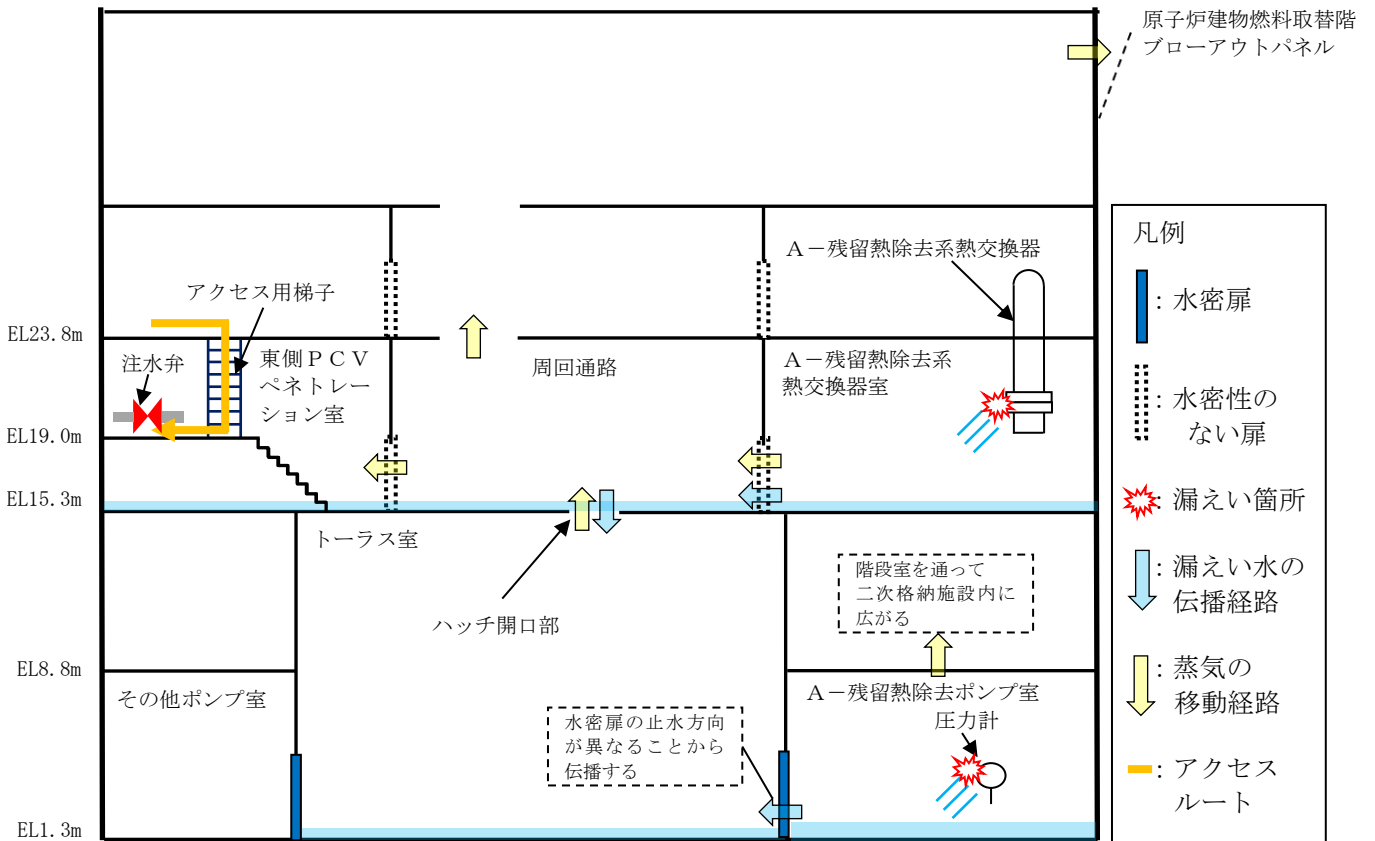 原子炉建物燃料取替階
ブローアウトパネル
凡例
：水密扉
：水密性の
ない扉
：漏えい箇所
：漏えい水の
伝播経路
：蒸気の
移動経路
：アクセス
ルート
A－残留熱除去系熱交換器
アクセス用梯子
EL23.8m
注水弁
東側PCV
ペネトレー
ション室
周回通路
A－残留熱除去系
熱交換器室
EL19.0m
EL15.3m
トーラス室
ハッチ開口部
階段室を通って
二次格納施設内に
広がる
EL8.8m
その他ポンプ室
A－残留熱除去ポンプ室
圧力計
水密扉の止水方向
が異なることから
伝播する
EL1.3m